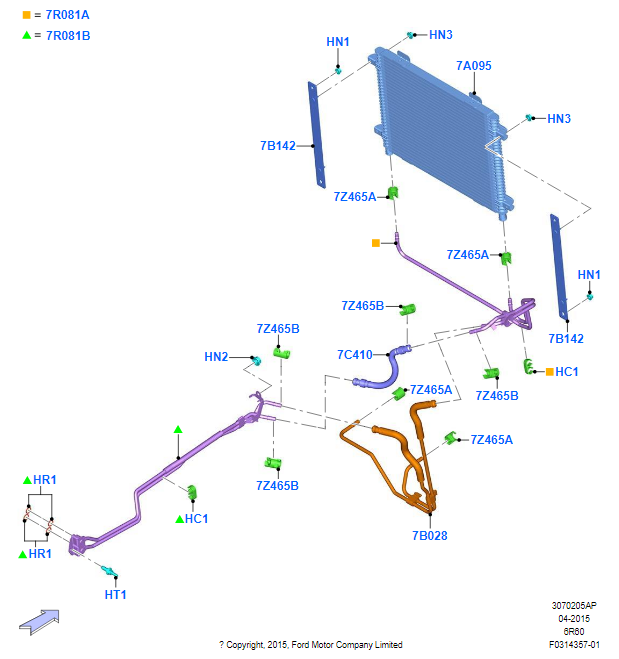 = 7R081A
= 7R081B
HN1
HN3
7A095
HN3
7B142
7Z465A
7Z465A
HN1
7Z465B
7Z465B
7B142
HN2
7C410
HC1
7Z465A
7Z465B
7Z465A
7Z465B
HR1
HC1
7B028
HR1
HT1
3070205AP
04-2015
6R60
? Copyright, 2015, Ford Motor Company Limited
F0314357-01